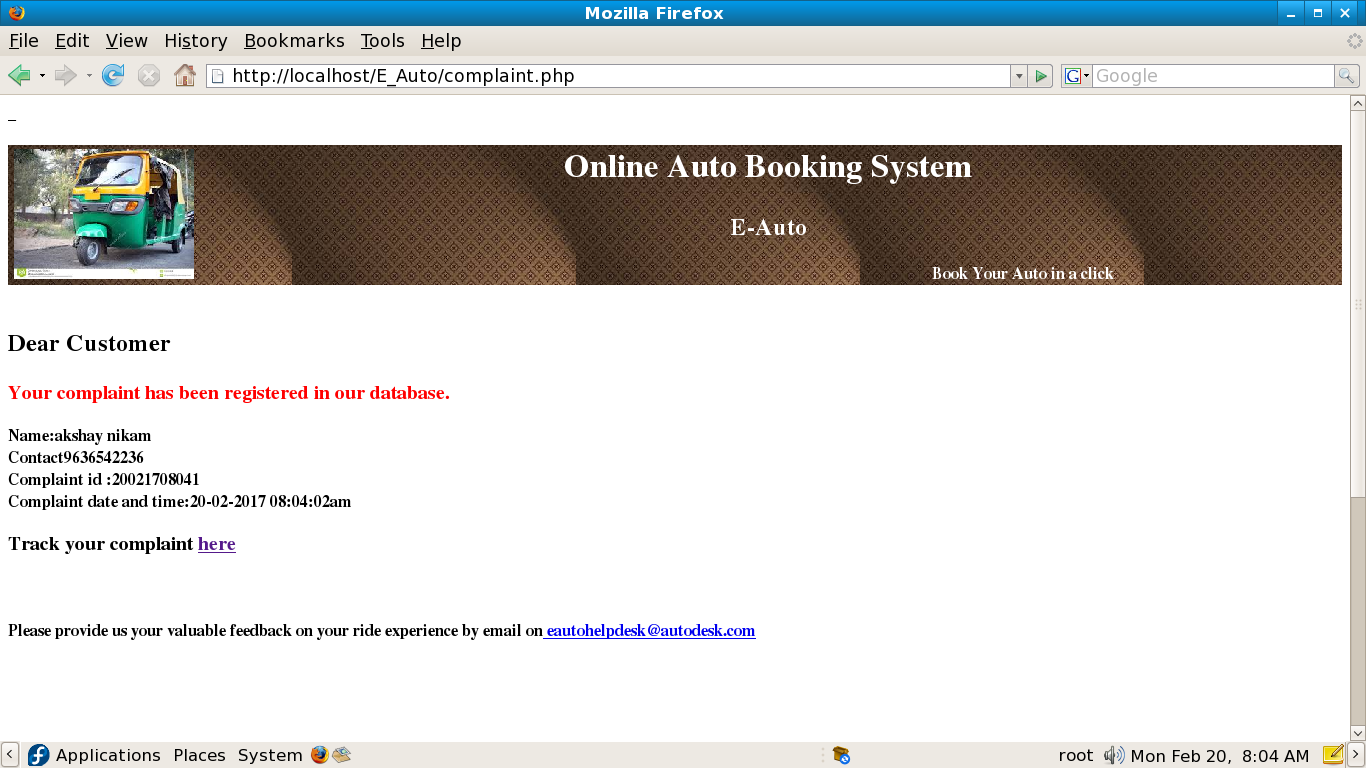 Mozilla Firefox
File Edit View History Bookmarks Tools Help
http://localhost/E_Auto/complaint.php
G Google
Online Auto Booking System
E-Auto
Book Your Auto in a click
Dear Customer
Your complaint has been registered in our database.
Name:akshay nikam
Contact9636542236
Complaint id :20021708041
Complaint date and time:20-02-2017 08:04:02am
Track your complaint here
Please provide us your valuable feedback on your ride experience by email on eautohelpdesk@autodesk.com
Applications Places System root Mon Feb 20, 8:04 AM